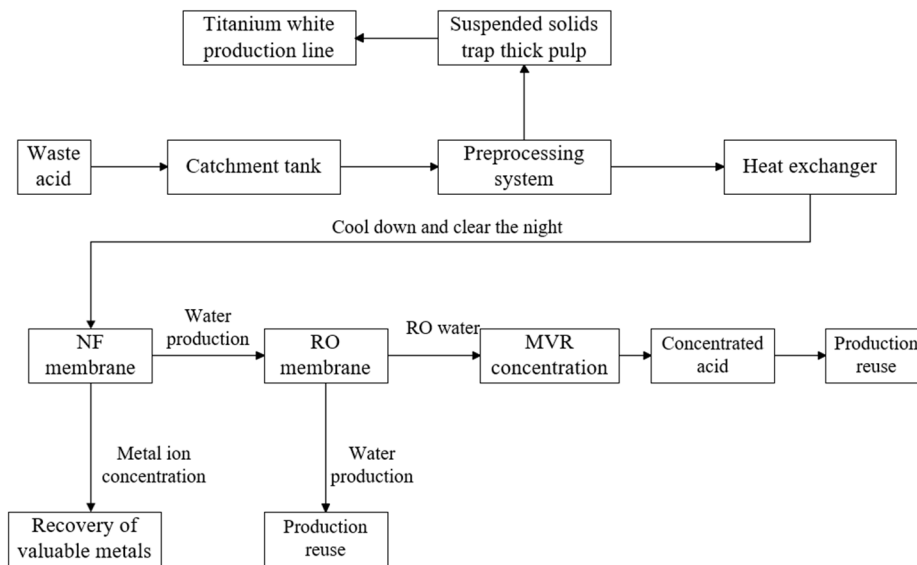 Titanium white
production line
Suspended solids
trap thick pulp
Waste
acid
Catchment tank
Preprocessing
system
Heat exchanger
Cool down and clear the night
NF
membrane
Water
production
RO
membrane
RO water
MVR
concentration
Concentrated
acid
Production
reuse
Metal ion
concentration
Water
production
Recovery of
valuable metals
Production
reuse